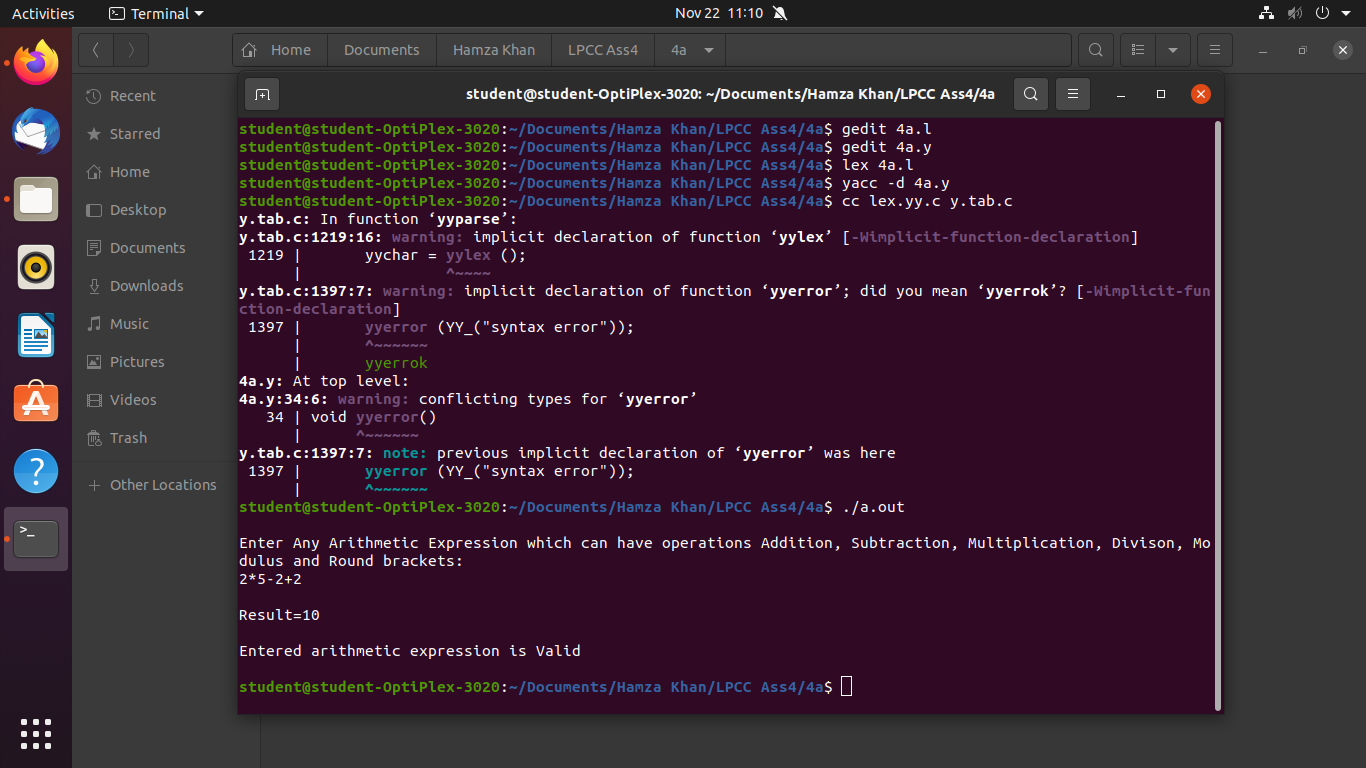 Activities
Terminal
Nov 22 11:10
Home
Documents
Hamza Khan
LPCC Ass4
4a
Recent
Starred
Home
Desktop
Documents
Downloads
Music
Pictures
Videos
Trash
Other Locations
student@student-OptiPlex-3020: ~/Documents/Hamza Khan/LPCC Ass4/4a
student@student-OptiPlex-3020:~/Documents/Hamza Khan/LPCC Ass4/4a$ gedit 4a.l
student@student-OptiPlex-3020:~/Documents/Hamza Khan/LPCC Ass4/4a$ gedit 4a.y
student@student-OptiPlex-3020:~/Documents/Hamza Khan/LPCC Ass4/4a$ lex 4a.l
student@student-OptiPlex-3020:~/Documents/Hamza Khan/LPCC Ass4/4a$ yacc -d 4a.y
student@student-OptiPlex-3020:~/Documents/Hamza Khan/LPCC Ass4/4a$ cc lex.yy.c y.tab.c
y.tab.c: In function ‘yyparse’:
y.tab.c:1219:16: warning: implicit declaration of function ‘yylex’ [-Wimplicit-function-declaration]
 1219 |       yychar = yylex ();
      |                ^~~~~
y.tab.c:1397:7: warning: implicit declaration of function ‘yyerror’; did you mean ‘yyerrok’? [-Wimplicit-fun
ction-declaration]
 1397 |       yyerror (YY_("syntax error"));
      |       ^~~~~~~
      |       yyerrok
4a.y: At top level:
4a.y:34:6: warning: conflicting types for ‘yyerror’
   34 | void yyerror()
      |      ^~~~~~~
y.tab.c:1397:7: note: previous implicit declaration of ‘yyerror’ was here
 1397 |       yyerror (YY_("syntax error"));
      |       ^~~~~~~
student@student-OptiPlex-3020:~/Documents/Hamza Khan/LPCC Ass4/4a$ ./a.out
Enter Any Arithmetic Expression which can have operations Addition, Subtraction, Multiplication, Divison, Mo
dulus and Round brackets:
2*5-2+2
Result=10
Entered arithmetic expression is Valid
student@student-OptiPlex-3020:~/Documents/Hamza Khan/LPCC Ass4/4a$